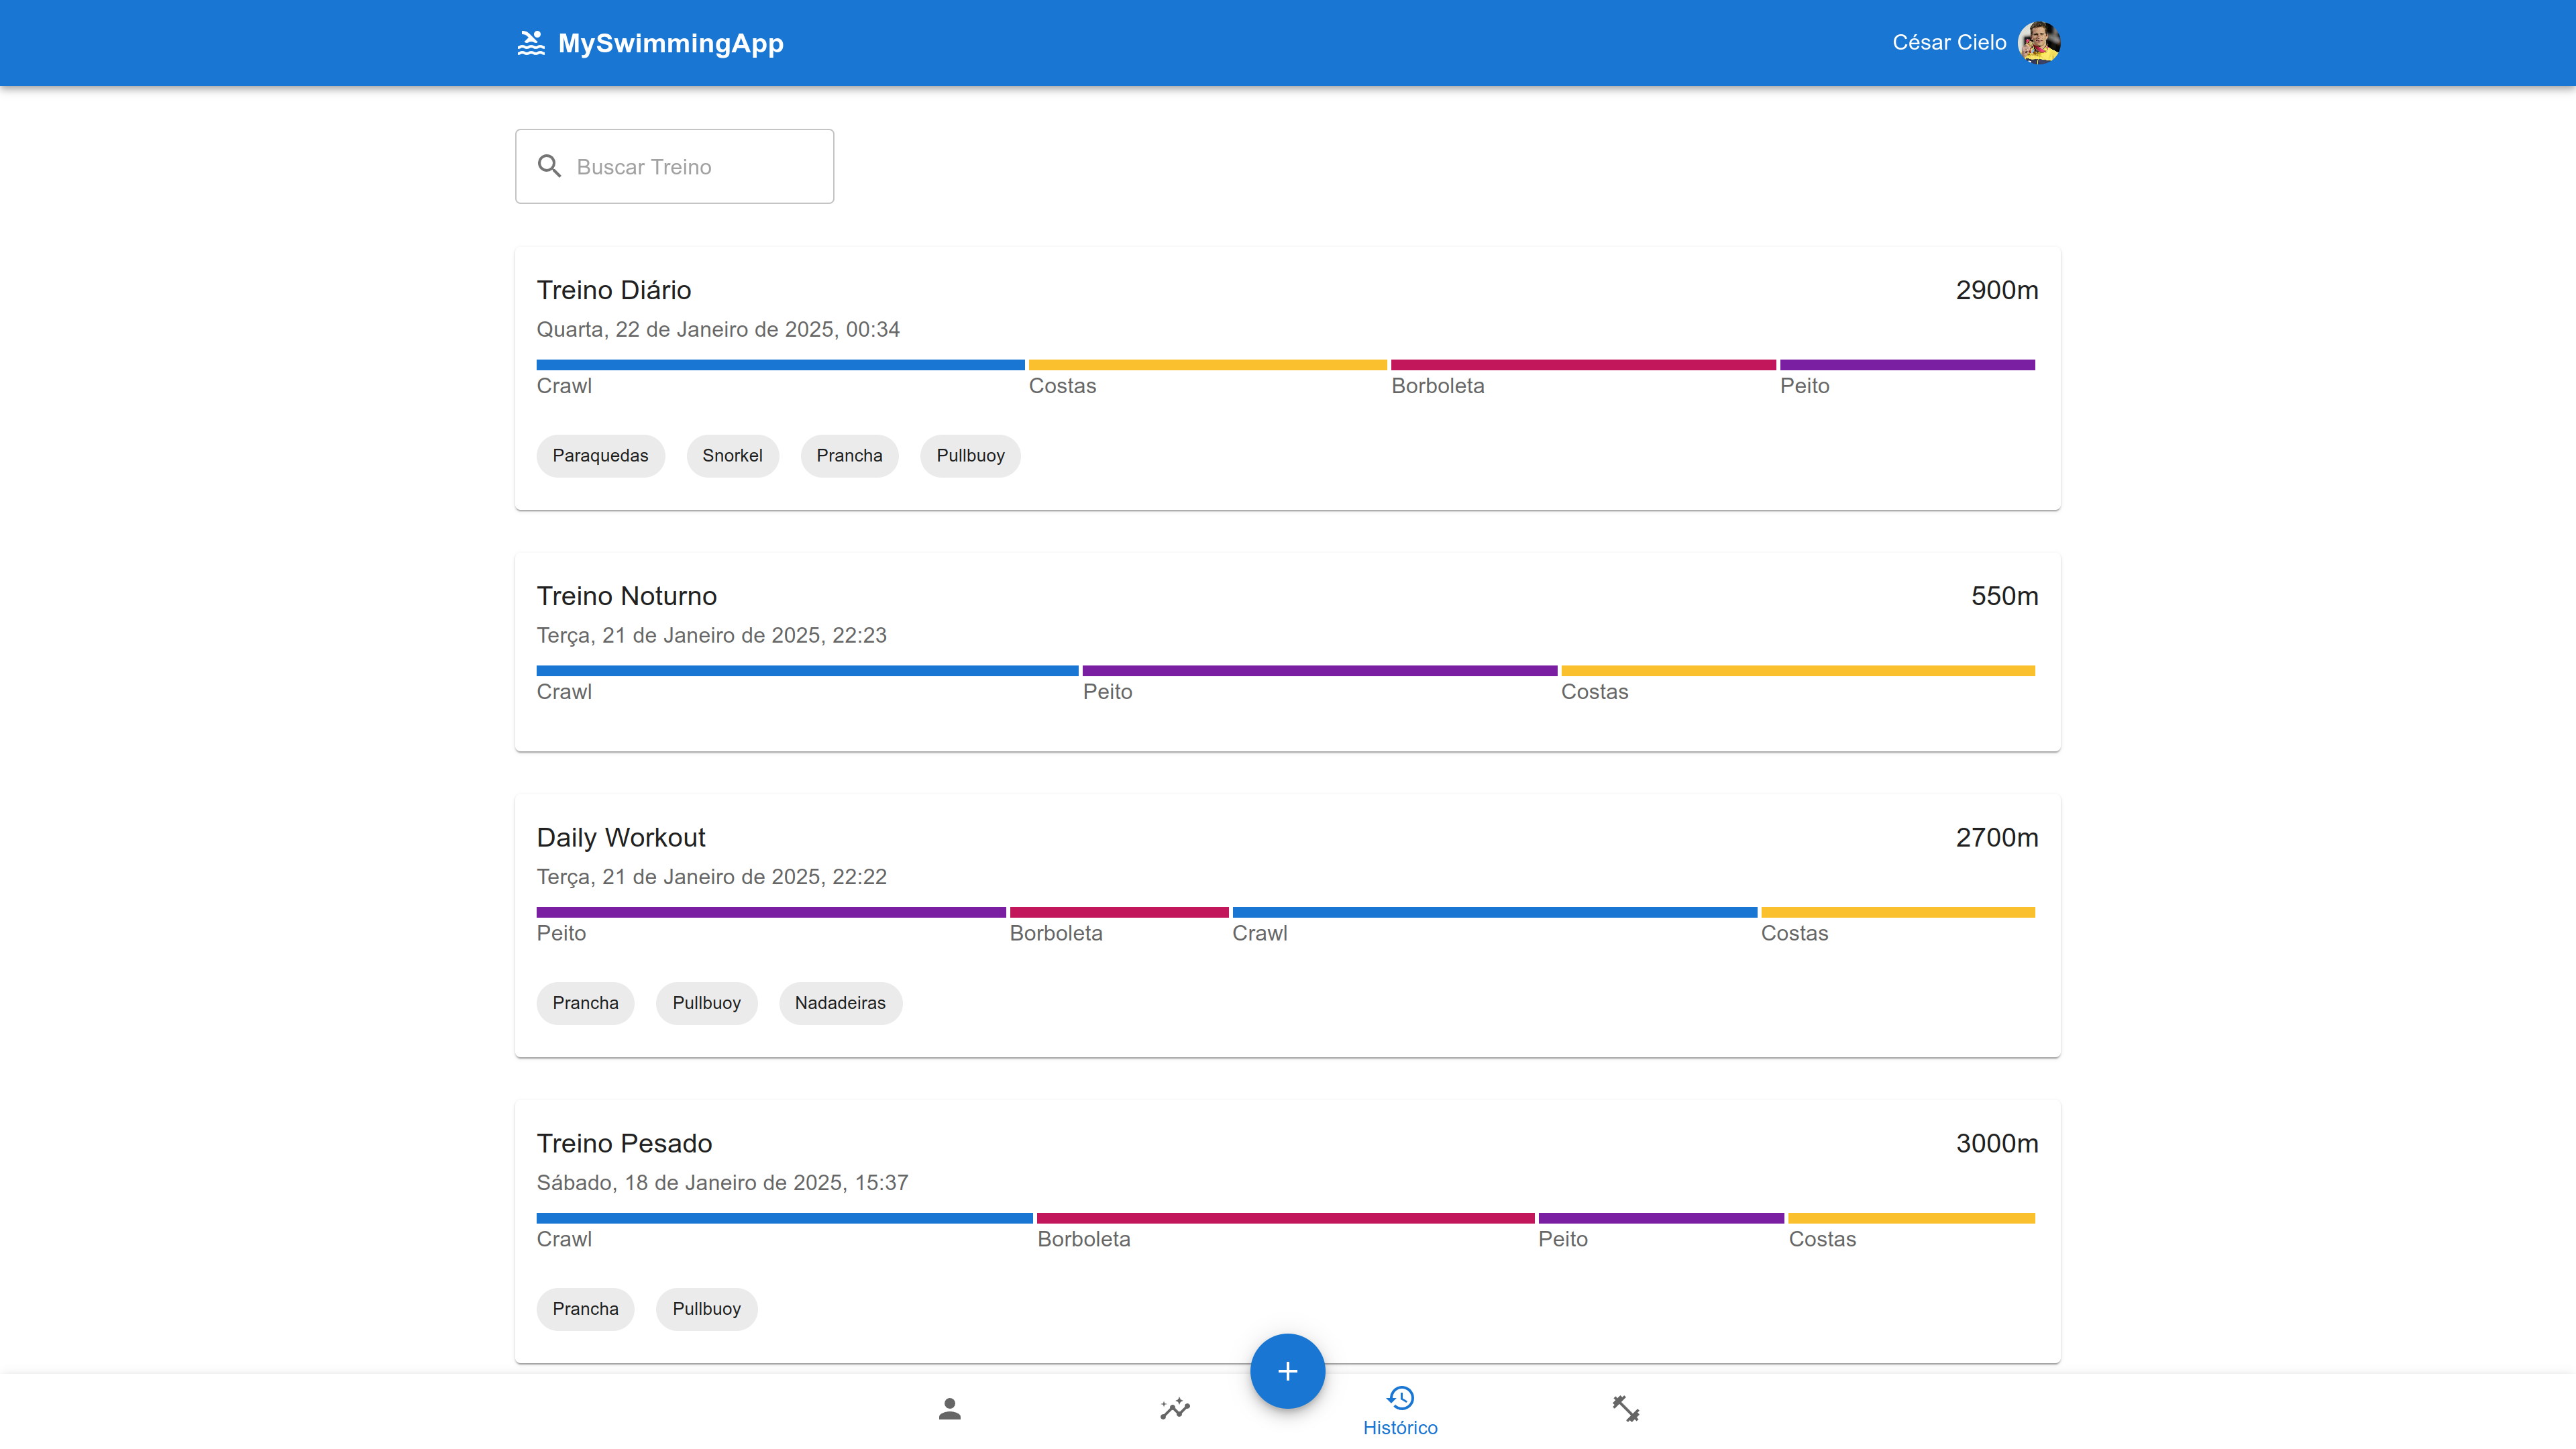 MySwimmingApp
César Cielo
Buscar Treino
Treino Diário 2900m
Quarta, 22 de Janeiro de 2025, 00:34
Crawl Costas Borboleta Peito
Paraquedas Snorkel Prancha Pullbuoy
Treino Noturno 550m
Terça, 21 de Janeiro de 2025, 22:23
Crawl Peito Costas
Daily Workout 2700m
Terça, 21 de Janeiro de 2025, 22:22
Peito Borboleta Crawl Costas
Prancha Pullbuoy Nadadeiras
Treino Pesado 3000m
Sábado, 18 de Janeiro de 2025, 15:37
Crawl Borboleta Peito Costas
Prancha Pullbuoy
Histórico